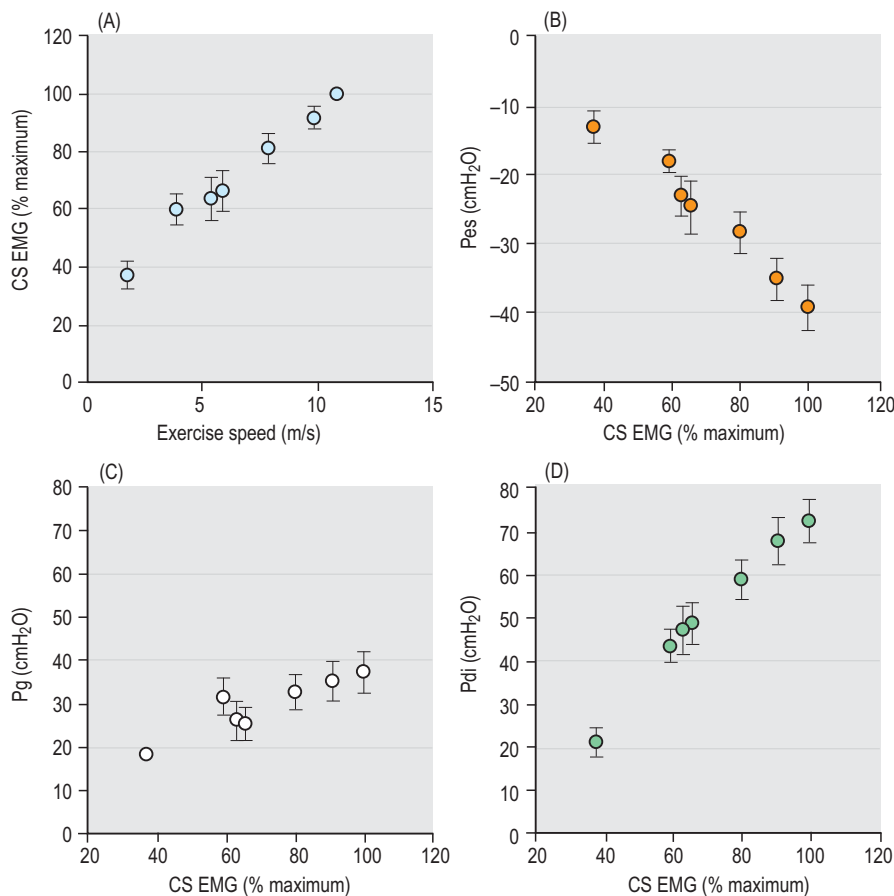 (A)
120
100
80
60
40
20
0
CS EMG (% maximum)
0 5 10 15
Exercise speed (m/s)
(B)
0
–10
–20
–30
–40
–50
Pes (cmH₂O)
20 40 60 80 100 120
CS EMG (% maximum)
(C)
80
70
60
50
40
30
20
10
0
Pg (cmH₂O)
20 40 60 80 100 120
CS EMG (% maximum)
(D)
80
70
60
50
40
30
20
10
0
Pdi (cmH₂O)
20 40 60 80 100 120
CS EMG (% maximum)